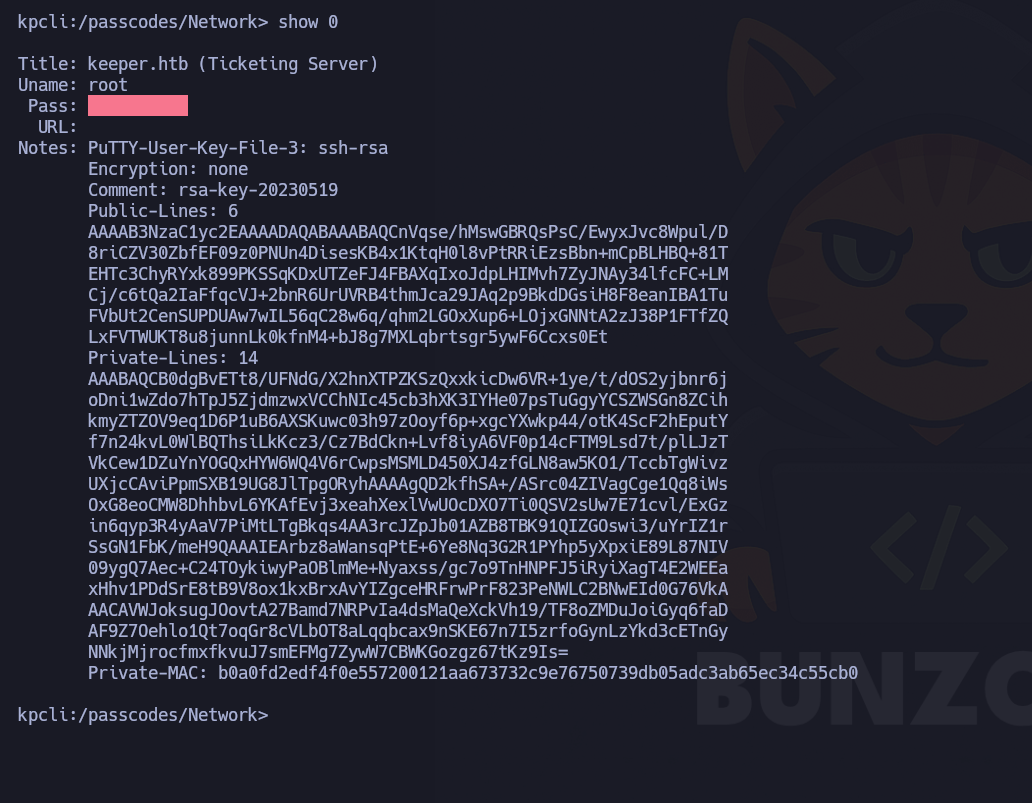 kpcli:/passcodes/Network> show 0
Title: keeper.htb (Ticketing Server)
Uname: root
Pass:
URL:
Notes: PuTTY-User-Key-File-3: ssh-rsa
Encryption: none
Comment: rsa-key-20230519
Public-Lines: 6
AAAAB3NzaC1yc2EAAAADAQABAAABAQCnVqse/hMswGBRQsPsC/EwyxJvc8Wpul/D
8riCZV30ZbfEF09z0PNUn4DisesKB4x1KtqH0l8vPtRRiEzsBbn+mCpBLHBQ+81T
EHTc3ChyRYxk899PKSSqKDxUTZeFJ4FBAXqIxoJdpLHIMvh7ZyJNAy34lfcFC+LM
Cj/c6tQa2IaFfqcVJ+2bnR6UrUVRB4thmJca29JAq2p9BkdDGsiH8F8eanIBA1Tu
FVbUt2CenSUPDUAw7wIL56qC28w6q/qhm2LGOxXup6+LOjxGNNtA2zJ38P1FTfZQ
LxFVTWUKT8u8junnLk0kfnM4+bJ8g7MXLqbrtsgr5ywF6Ccxs0Et
Private-Lines: 14
AAABAQCB0dgBvETt8/UFNdG/X2hnXTPZKSzQxxkicDw6VR+1ye/t/dOS2yjbnr6j
oDni1wZdo7hTpJ5ZjdmzwxVCChNIc45cb3hXK3IYHe07psTuGgyYCSZWSGn8ZCih
kmyZTZOV9eq1D6P1uB6AXSKuwc03h97zOoyf6p+xgcYXwkp44/otK4ScF2hEputY
f7n24kvL0WlBQThsiLkKcz3/Cz7BdCkn+Lvf8iyA6VF0p14cFTM9Lsd7t/plLJzT
VkCew1DZuYnYOGQxHYW6WQ4V6rCwpsMSMLD450XJ4zfGLN8aw5KO1/TccbTgWivz
UXjcCAviPpmSXB19UG8JlTpgORyhAAAAgQD2kfhSA+/ASrc04ZIVagCge1Qq8iWs
OxG8eoCMW8DhhbvL6YKAfEvj3xeahXexlVwUOcDXO7Ti0QSV2sUw7E71cvl/ExGz
in6qyp3R4yAaV7PiMtLTgBkqs4AA3rcJZpJb01AZB8TBK91QIZGOswi3/uYrIZ1r
SsGN1FbK/meH9QAAAIEArbz8aWansqPtE+6Ye8Nq3G2R1PYhp5yXpxiE89L87NIV
09ygQ7Aec+C24TOykiwyPaOBlmMe+Nyaxss/gc7o9TnHNPFJ5iRyiXagT4E2WEEa
xHhv1PDdSrE8tB9V8ox1kxBrxAvYIZgceHRFrwPrF823PeNWLC2BNwEId0G76VkA
AACAVWJoksugJOovtA27Bamd7NRPvIa4dsMaQeXckVh19/TF8oZMDuJoiGyq6faD
AF9Z7Oehlo1Qt7oqGr8cVLbOT8aLqqbcax9nSKE67n7I5zrfoGynLzYkd3cETnGy
NNkjMjrocfmxfkvuJ7smEFMg7ZywW7CBWKGozgz67tKz9Is=
Private-MAC: b0a0fd2edf4f0e557200121aa673732c9e76750739db05adc3ab65ec34c55cb0
kpcli:/passcodes/Network>